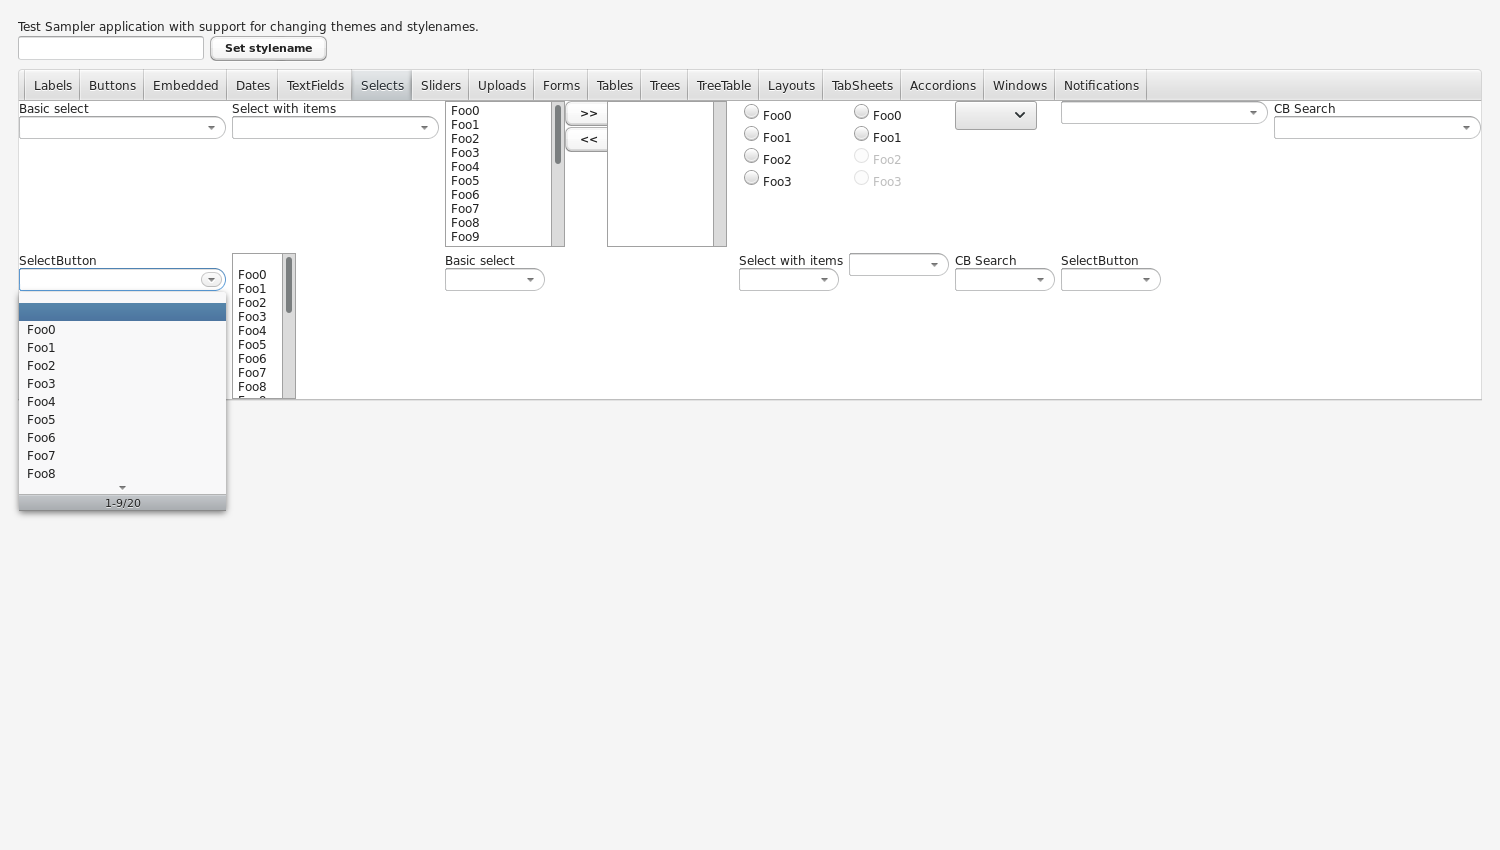 Test Sampler application with support for changing themes and stylenames.
Set stylename
Labels Buttons Embedded Dates TextFields Selects Sliders Uploads Forms Tables Trees TreeTable Layouts TabSheets Accordions Windows Notifications
Basic select
Select with items
Foo0
Foo1
Foo2
Foo3
Foo4
Foo5
Foo6
Foo7
Foo8
Foo9
>>
<<
Foo0
Foo1
Foo2
Foo3
Foo0
Foo1
Foo2
Foo3
CB Search
SelectButton
Foo0
Foo1
Foo2
Foo3
Foo4
Foo5
Foo6
Foo7
Foo8
1-9/20
Foo0
Foo1
Foo2
Foo3
Foo4
Foo5
Foo6
Foo7
Foo8
Basic select
Select with items
CB Search
SelectButton